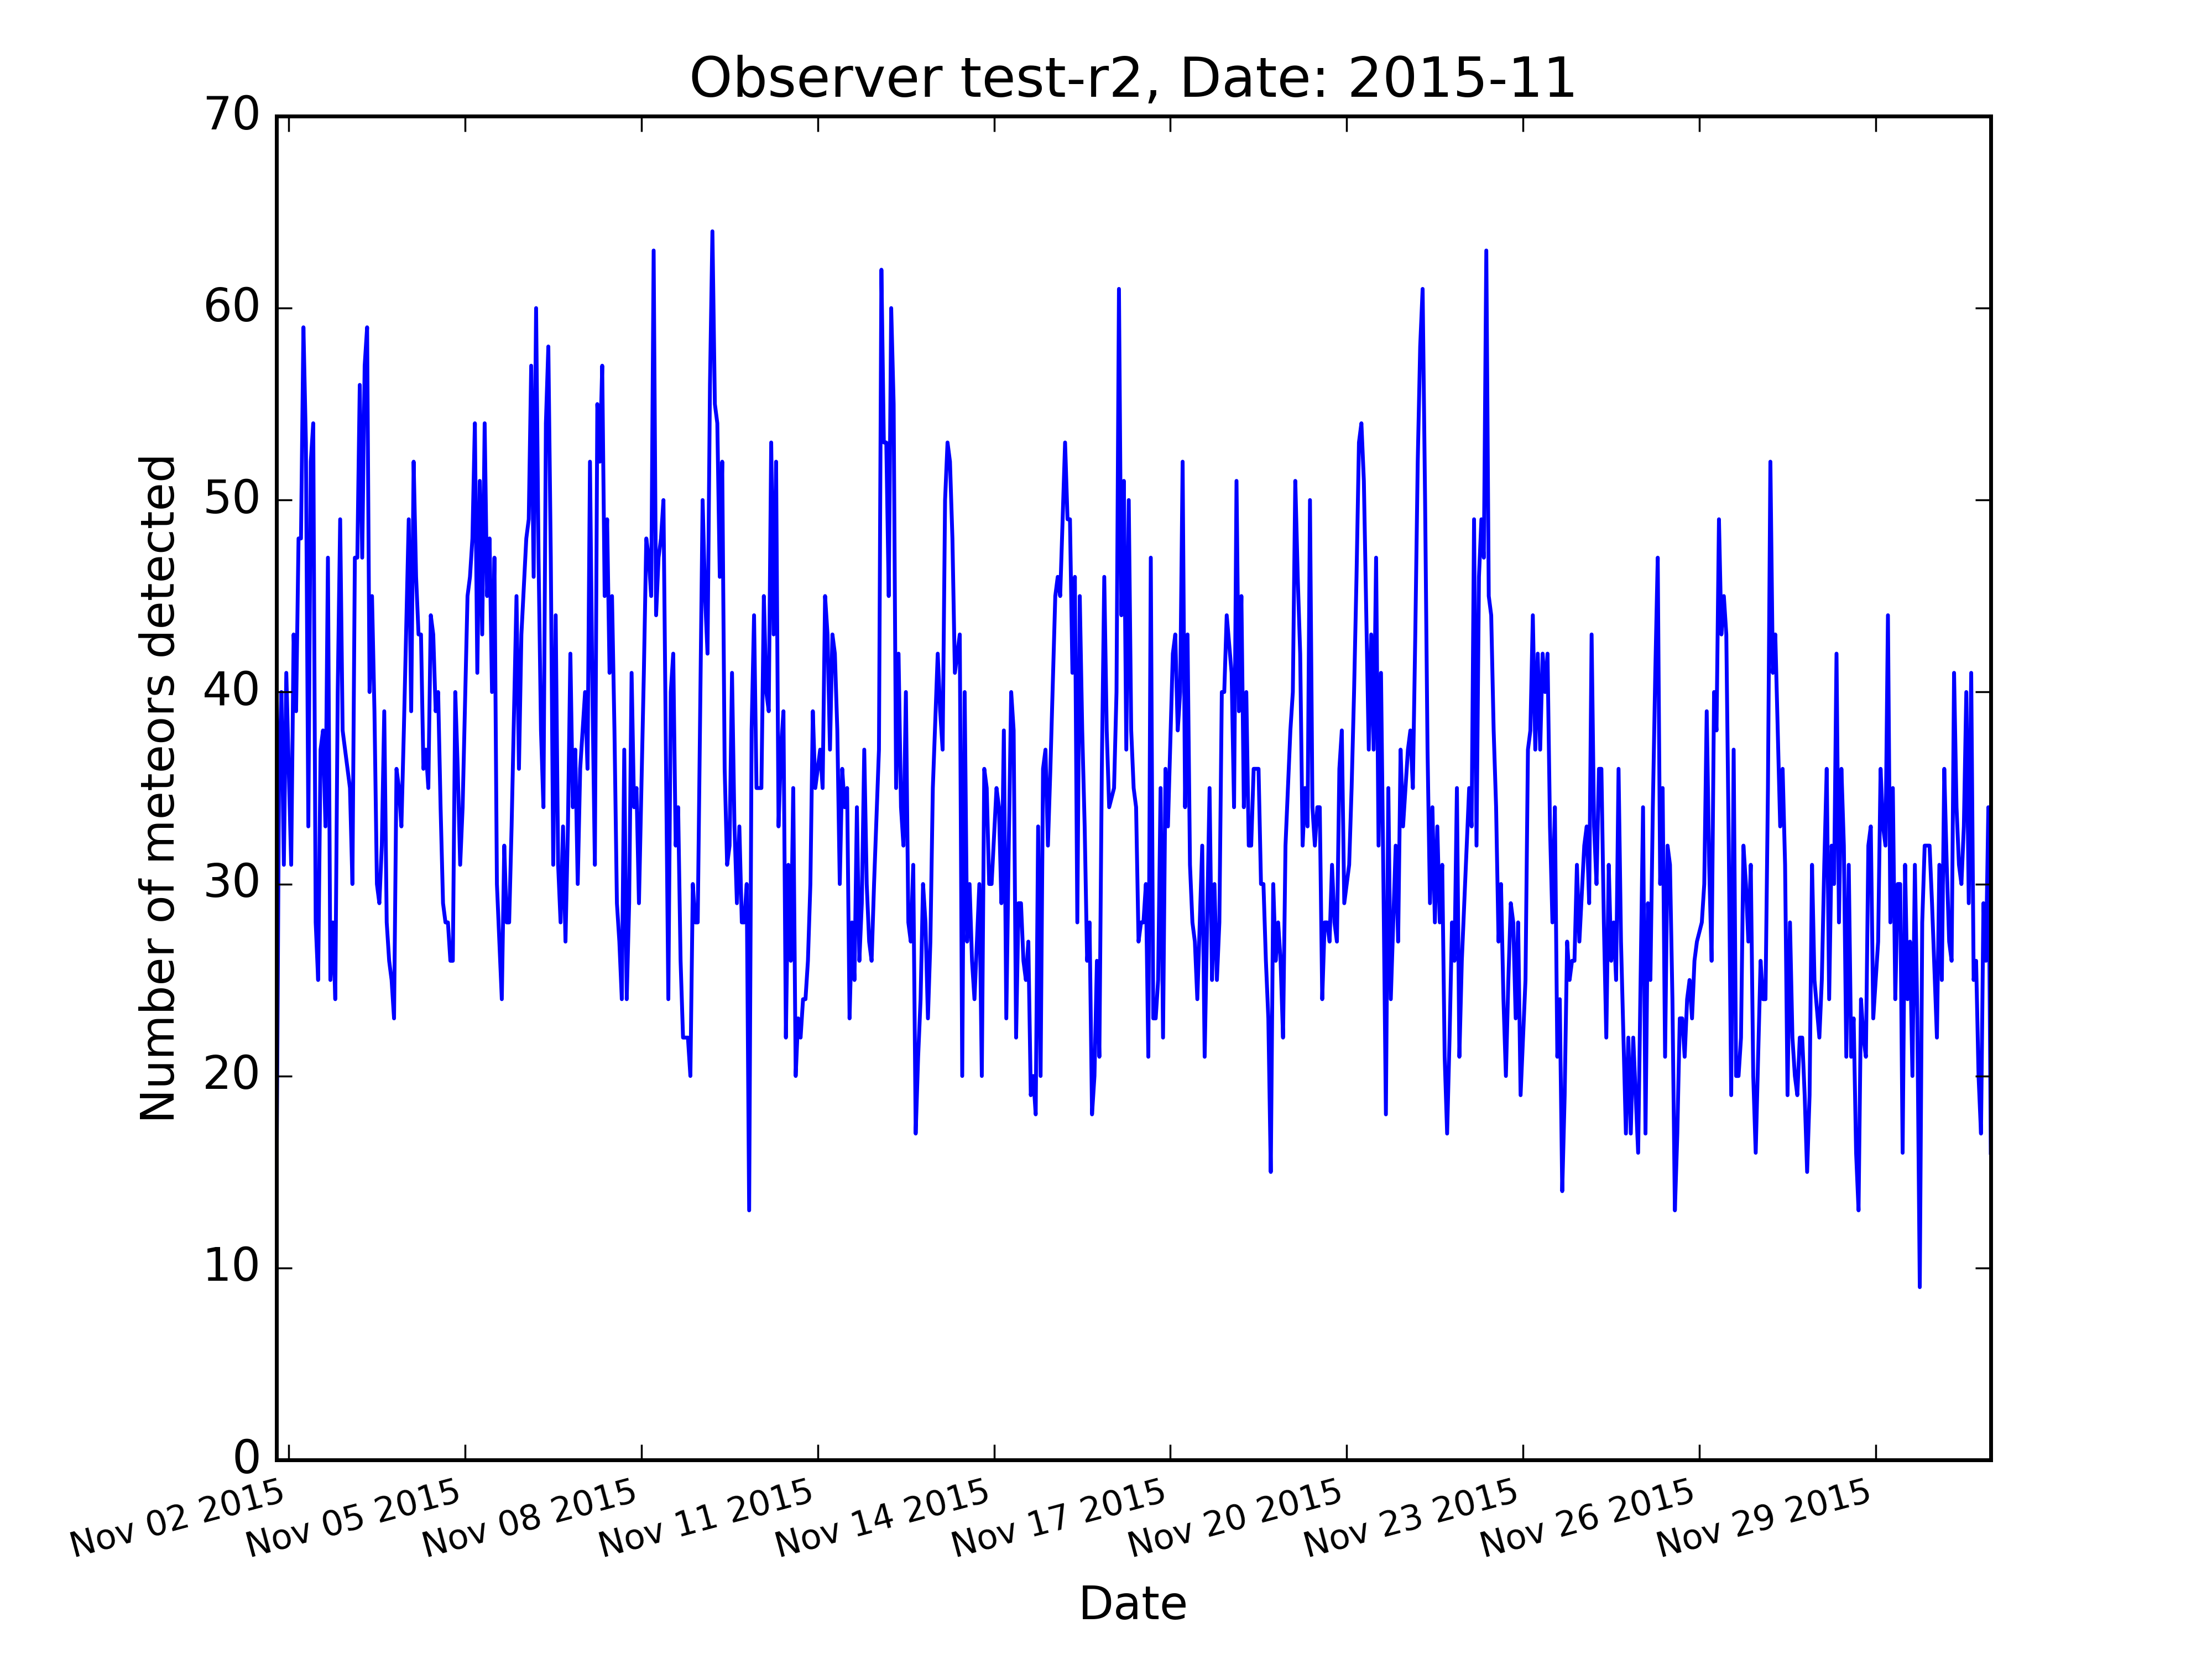 Observer test-r2, Date: 2015-11
Number of meteors detected
70
60
50
40
30
20
10
0
Nov 02 2015
Nov 05 2015
Nov 08 2015
Nov 11 2015
Nov 14 2015
Nov 17 2015
Nov 20 2015
Nov 23 2015
Nov 26 2015
Nov 29 2015
Date